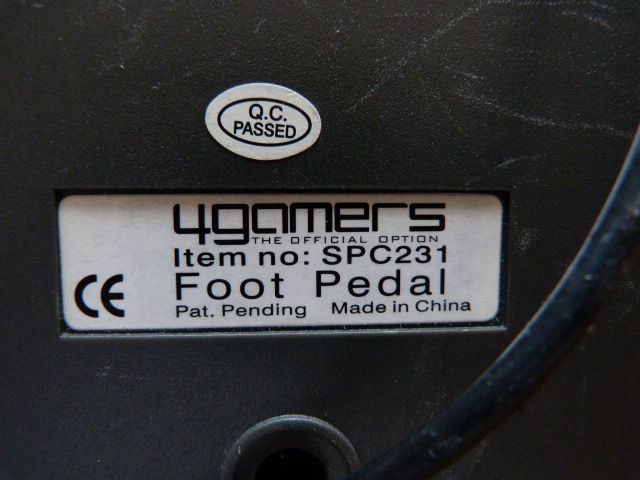 Q.C.
PASSED
4gamers
THE OFFICIAL OPTION
Item no: SPC231
CE Foot Pedal
Pat. Pending Made in China